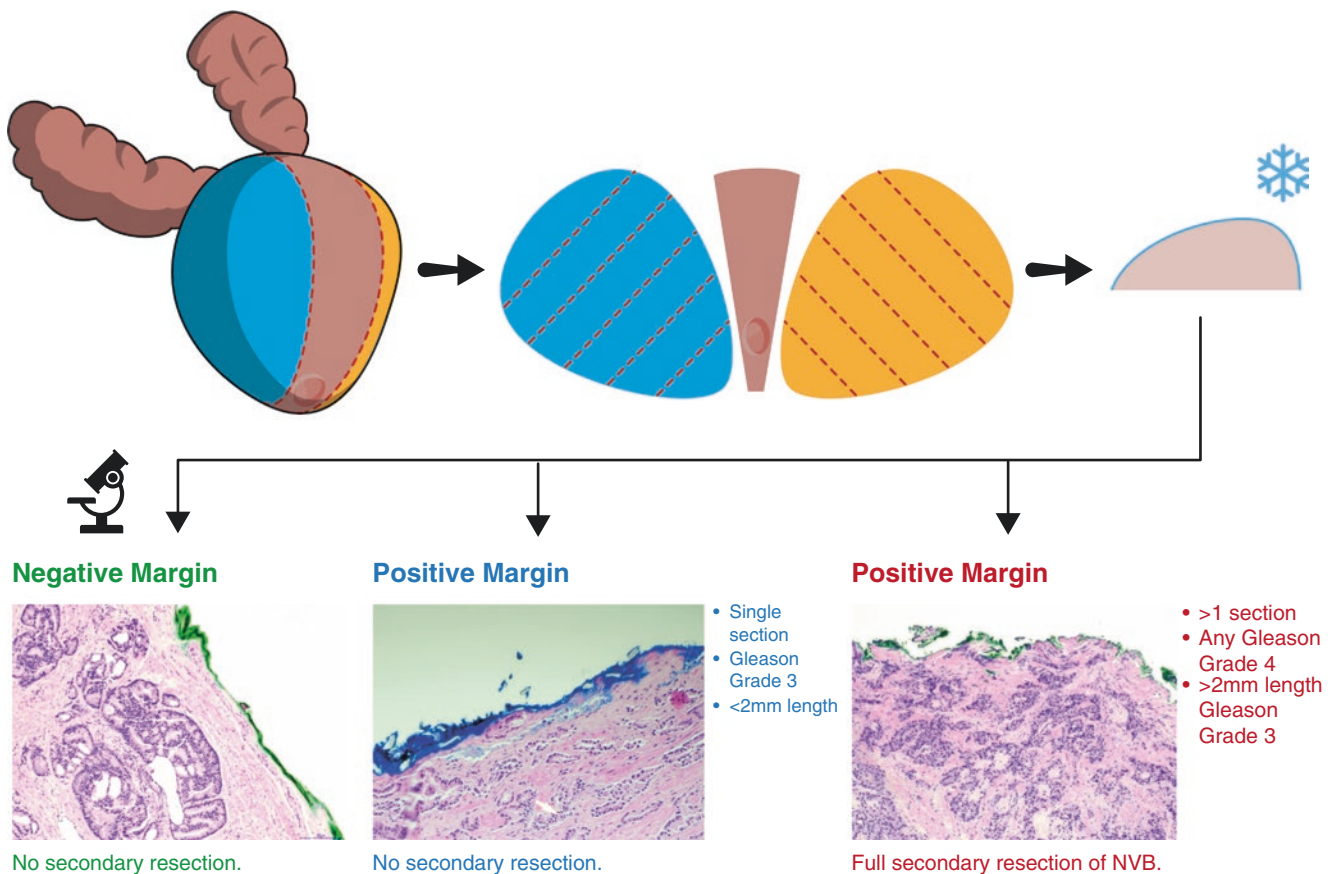 Negative Margin
No secondary resection.
Positive Margin
• Single
section
• Gleason
Grade 3
• <2mm length
No secondary resection.
Positive Margin
• >1 section
• Any Gleason
Grade 4
• >2mm length
Gleason
Grade 3
Full secondary resection of NVB.